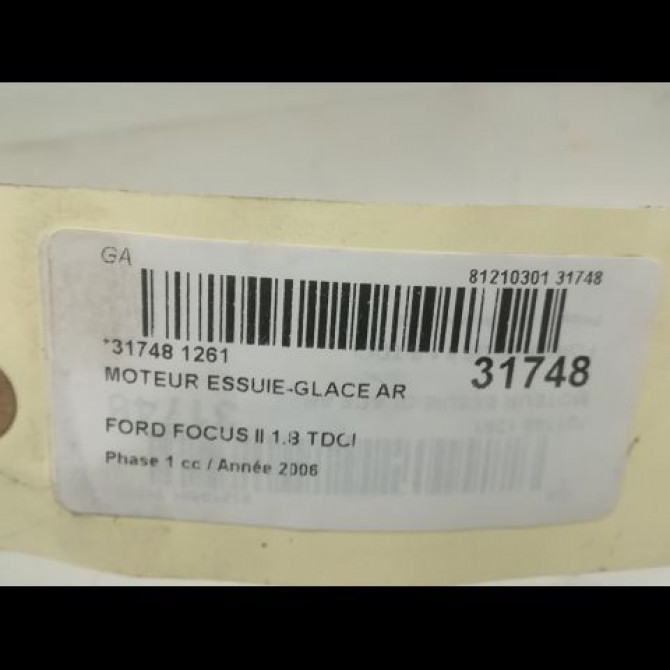 GA
81210301 31748
*31748 1261
31748
MOTEUR ESSUIE-GLACE AR
FORD FOCUS II 1.8 TDCI
Phase 1 cc / Année 2006